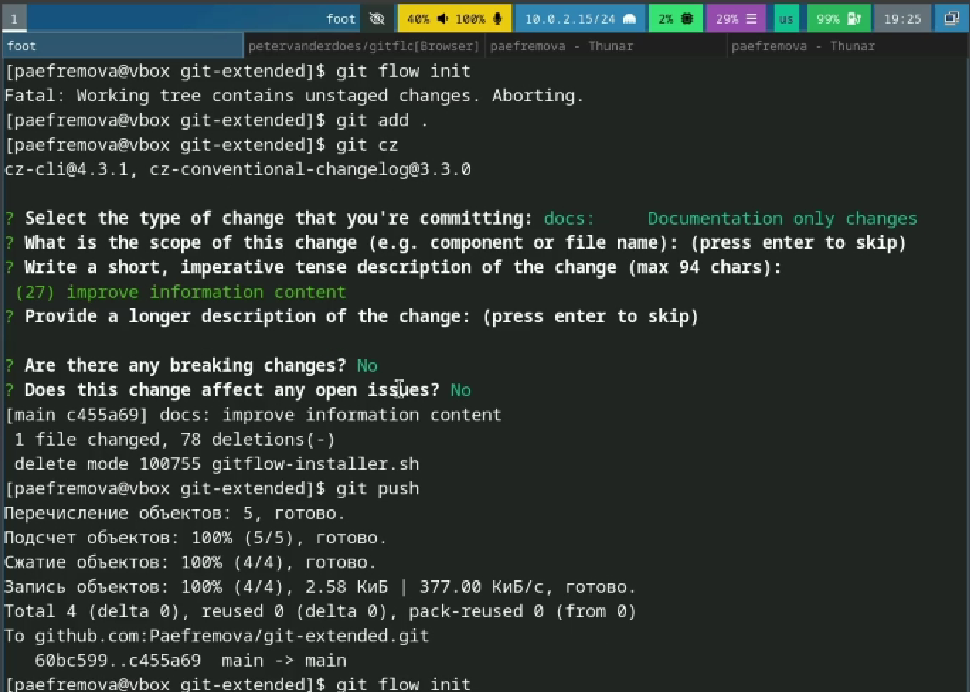 1 foot 40% 100% 10.0.2.15/24 2% 29% us 99% 19:25
foot petervanderdoes/gitflc[Browser] paefremova - Thunar paefremova - Thunar
[paefremova@vbox git-extended]$ git flow init
Fatal: Working tree contains unstaged changes. Aborting.
[paefremova@vbox git-extended]$ git add .
[paefremova@vbox git-extended]$ git cz
cz-cli@4.3.1, cz-conventional-changelog@3.3.0
? Select the type of change that you're committing: docs: Documentation only changes
? What is the scope of this change (e.g. component or file name): (press enter to skip)
? Write a short, imperative tense description of the change (max 94 chars):
(27) improve information content
? Provide a longer description of the change: (press enter to skip)
? Are there any breaking changes? No
? Does this change affect any open issues? No
[main c455a69] docs: improve information content
1 file changed, 78 deletions(-)
delete mode 100755 gitflow-installer.sh
[paefremova@vbox git-extended]$ git push
Перечисление объектов: 5, готово.
Подсчет объектов: 100% (5/5), готово.
Сжатие объектов: 100% (4/4), готово.
Запись объектов: 100% (4/4), 2.58 КиБ | 377.00 КиБ/с, готово.
Total 4 (delta 0), reused 0 (delta 0), pack-reused 0 (from 0)
To github.com:Paefremova/git-extended.git
60bc599..c455a69 main -> main
[paefremova@vbox git-extended]$ git flow init